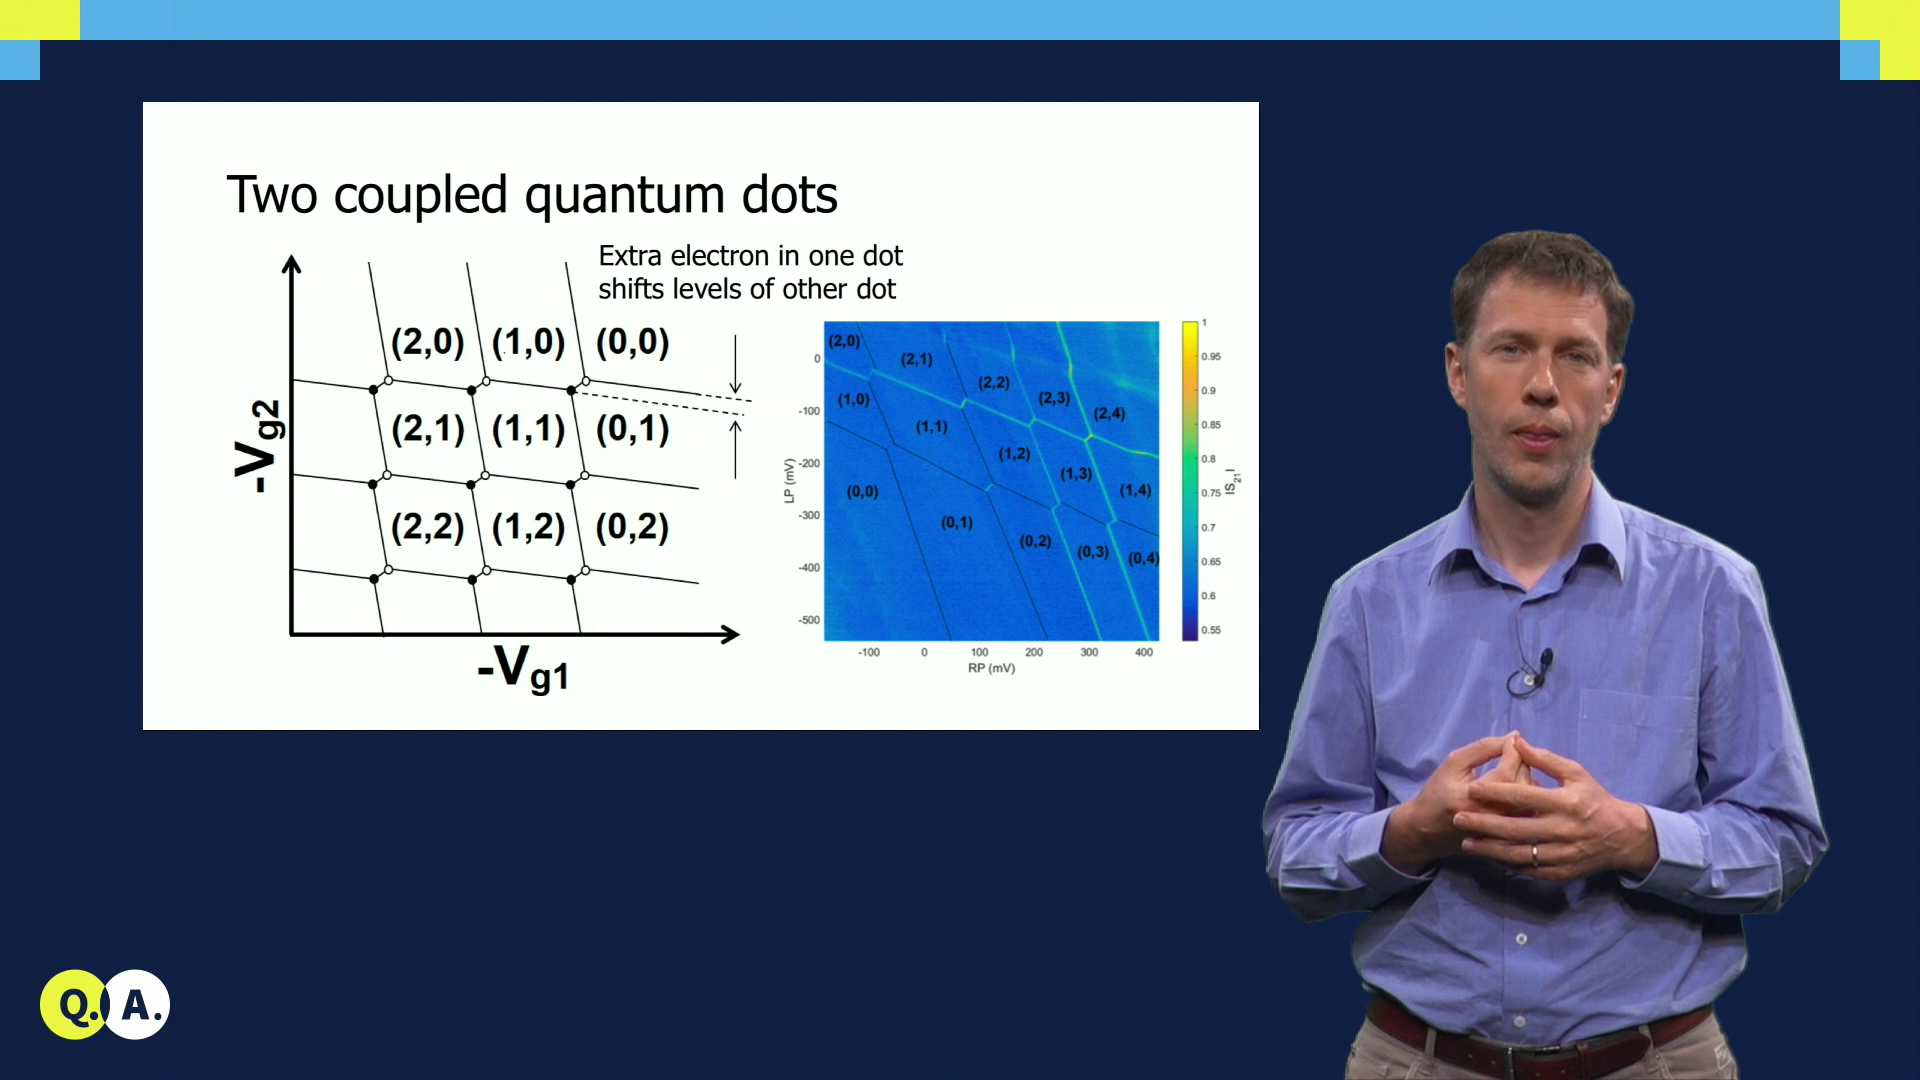 Two coupled quantum dots
Extra electron in one dot
shifts levels of other dot
-Vg2
(2,0) (1,0) (0,0)
(2,1) (1,1) (0,1)
(2,2) (1,2) (0,2)
-Vg1
LP (mV)
0
-100
-200
-300
-400
-500
(2,0)
(2,1)
(2,2)
(2,3)
(2,4)
(1,0)
(1,1)
(1,2)
(1,3)
(1,4)
(0,0)
(0,1)
(0,2)
(0,3)
(0,4)
-100 0 100 200 300 400
RP (mV)
1
0.95
0.9
0.85
0.8
0.75
0.7
0.65
0.6
0.55
|S21|
Q. A.